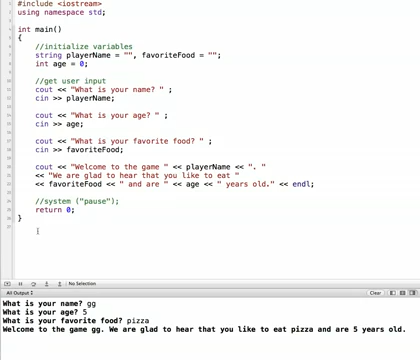 #include <iostream>
using namespace std;
int main()
{
//initialize variables
string playerName = "", favoriteFood = "";
int age = 0;
//get user input
cout << "What is your name? " ;
cin >> playerName;
cout << "What is your age? " ;
cin >> age;
cout << "What is your favorite food? " ;
cin >> favoriteFood;
cout << "Welcome to the game " << playerName << ". "
<< "We are glad to hear that you like to eat "
<< favoriteFood << " and are " << age << " years old." << endl;
//system ("pause");
return 0;
}
No Selection
All Output
Clear
What is your name? gg
What is your age? 5
What is your favorite food? pizza
Welcome to the game gg. We are glad to hear that you like to eat pizza and are 5 years old.